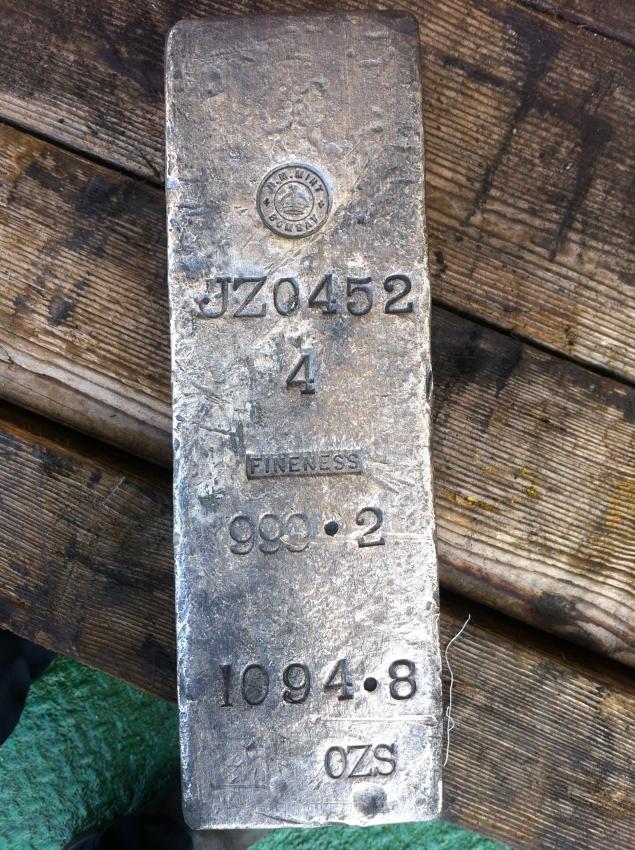 H.M. MINT
BOMBAY
JZ0452
4
FINENESS
999.2
1094.8
OZS